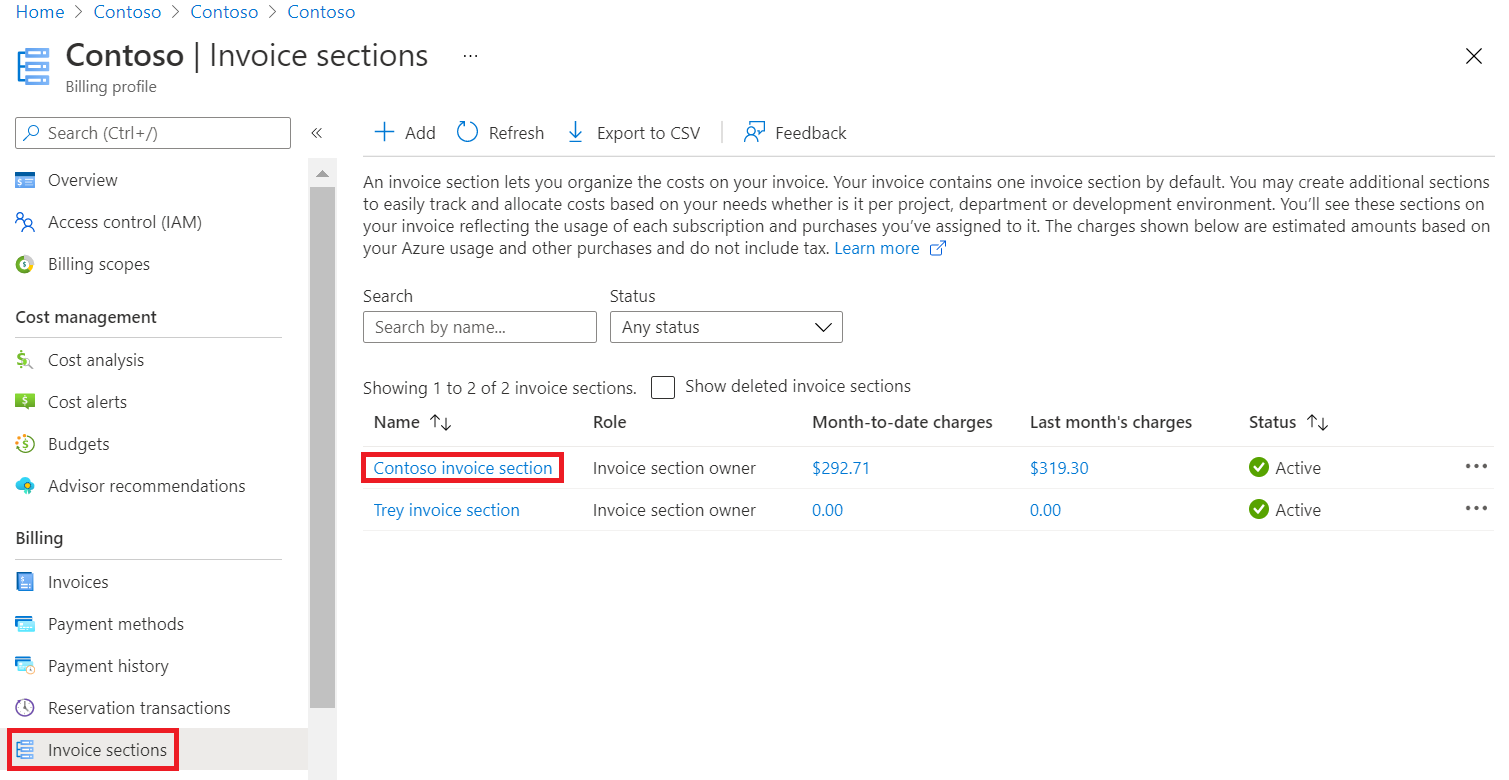 Home > Contoso > Contoso > Contoso
Contoso | Invoice sections ...
Billing profile
Search (Ctrl+/)
«
Overview
Access control (IAM)
Billing scopes
Cost management
Cost analysis
Cost alerts
Budgets
Advisor recommendations
Billing
Invoices
Payment methods
Payment history
Reservation transactions
Invoice sections
Add Refresh Export to CSV Feedback
An invoice section lets you organize the costs on your invoice. Your invoice contains one invoice section by default. You may create additional sections
to easily track and allocate costs based on your needs whether is it per project, department or development environment. You'll see these sections on
your invoice reflecting the usage of each subscription and purchases you've assigned to it. The charges shown below are estimated amounts based on
your Azure usage and other purchases and do not include tax. Learn more
Search Status
Search by name... Any status
Showing 1 to 2 of 2 invoice sections. Show deleted invoice sections
Name ↑↓ Role Month-to-date charges Last month's charges Status ↑↓
Contoso invoice section Invoice section owner $292.71 $319.30 Active ...
Trey invoice section Invoice section owner 0.00 0.00 Active ...